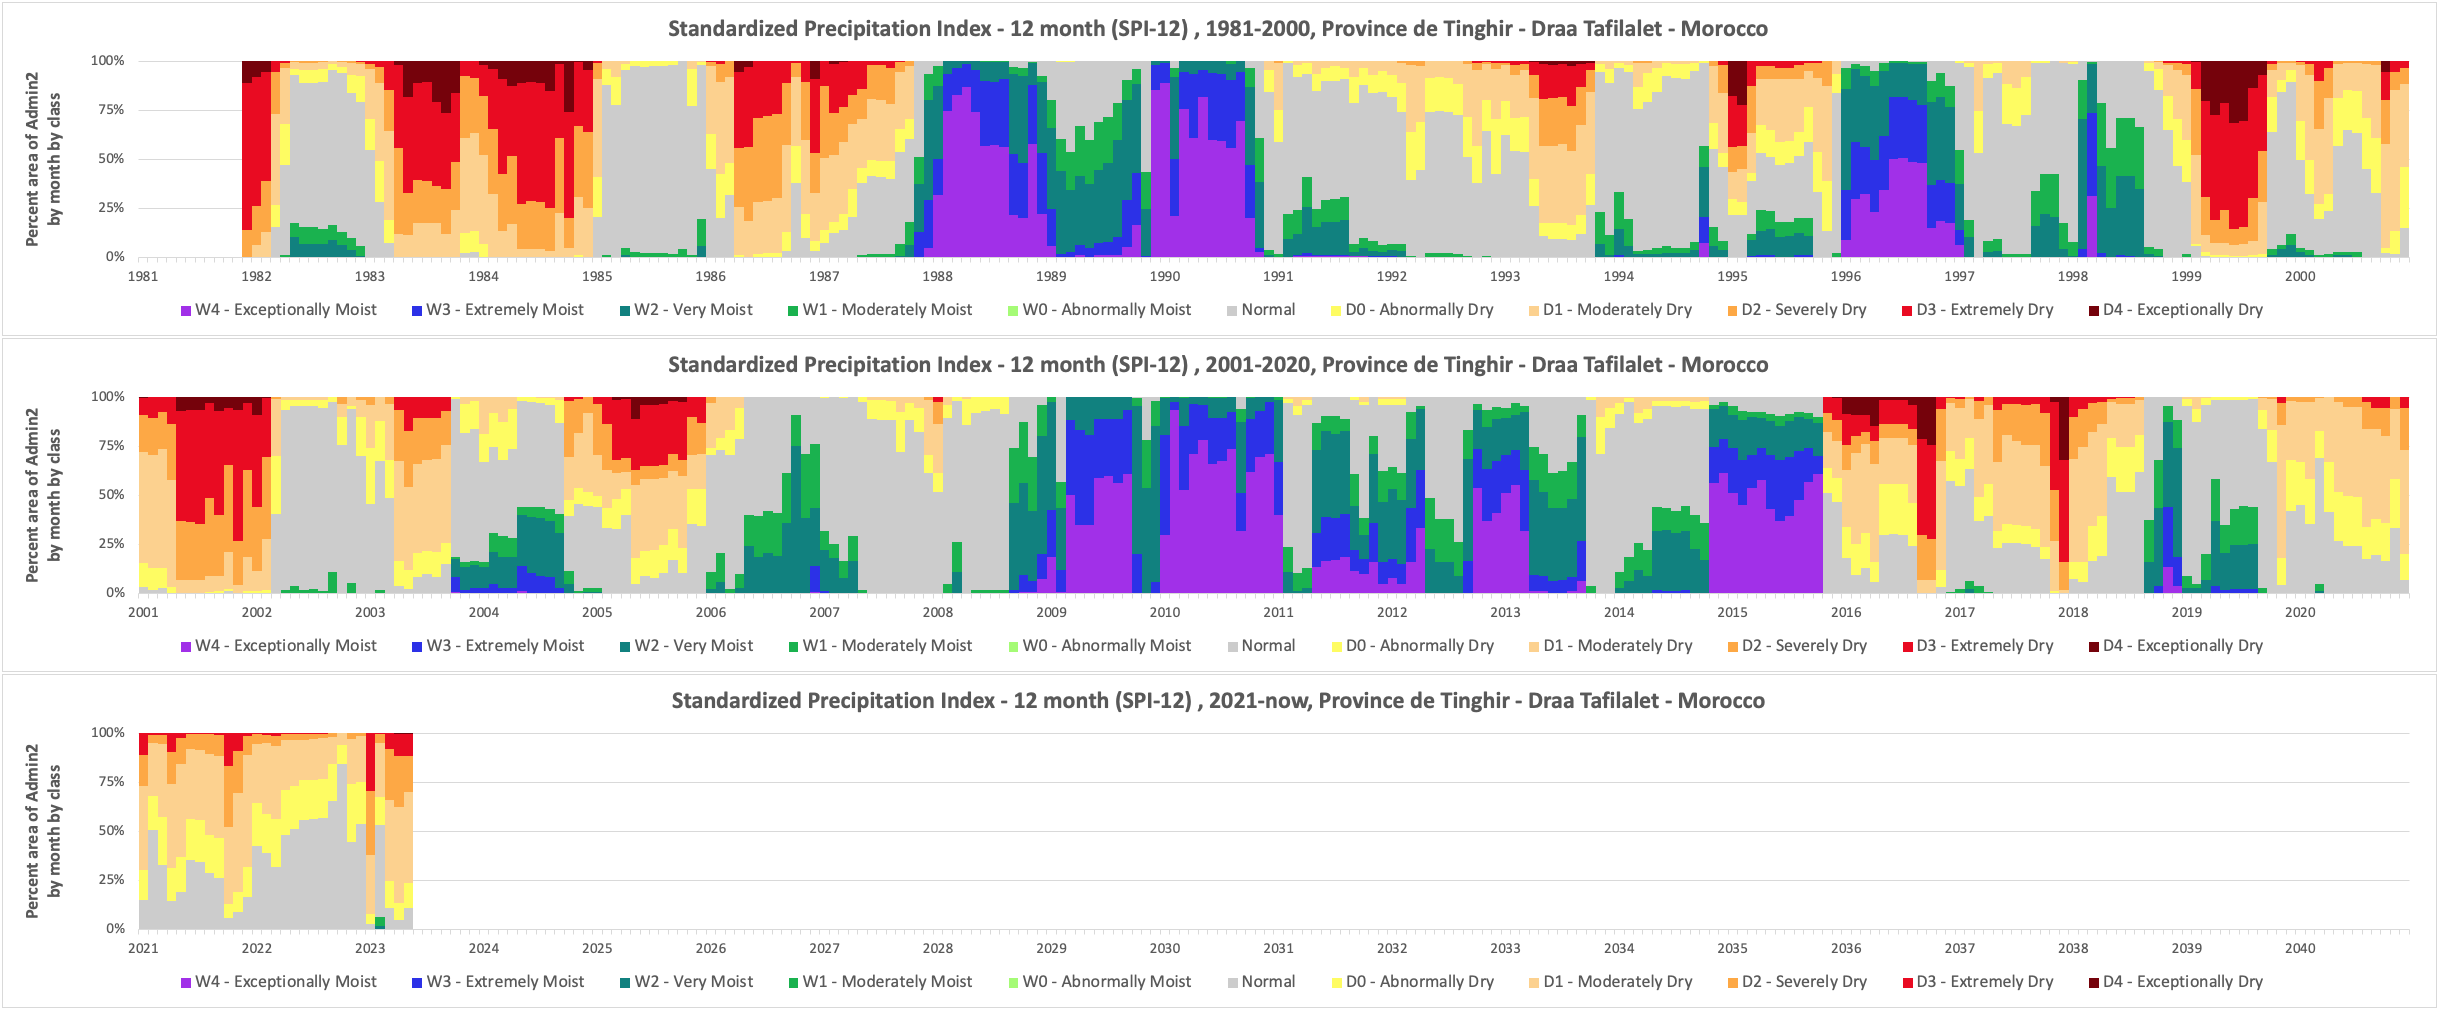 Standardized Precipitation Index - 12 month (SPI-12) , 1981-2000, Province de Tinghir - Draa Tafilalet - Morocco
Percent area of Admin2
by month by class
100%
75%
50%
25%
0%
1981 1982 1983 1984 1985 1986 1987 1988 1989 1990 1991 1992 1993 1994 1995 1996 1997 1998 1999 2000
W4 - Exceptionally Moist W3 - Extremely Moist W2 - Very Moist W1 - Moderately Moist W0 - Abnormally Moist Normal D0 - Abnormally Dry D1 - Moderately Dry D2 - Severely Dry D3 - Extremely Dry D4 - Exceptionally Dry
Standardized Precipitation Index - 12 month (SPI-12) , 2001-2020, Province de Tinghir - Draa Tafilalet - Morocco
Percent area of Admin2
by month by class
100%
75%
50%
25%
0%
2001 2002 2003 2004 2005 2006 2007 2008 2009 2010 2011 2012 2013 2014 2015 2016 2017 2018 2019 2020
W4 - Exceptionally Moist W3 - Extremely Moist W2 - Very Moist W1 - Moderately Moist W0 - Abnormally Moist Normal D0 - Abnormally Dry D1 - Moderately Dry D2 - Severely Dry D3 - Extremely Dry D4 - Exceptionally Dry
Standardized Precipitation Index - 12 month (SPI-12) , 2021-now, Province de Tinghir - Draa Tafilalet - Morocco
Percent area of Admin2
by month by class
100%
75%
50%
25%
0%
2021 2022 2023 2024 2025 2026 2027 2028 2029 2030 2031 2032 2033 2034 2035 2036 2037 2038 2039 2040
W4 - Exceptionally Moist W3 - Extremely Moist W2 - Very Moist W1 - Moderately Moist W0 - Abnormally Moist Normal D0 - Abnormally Dry D1 - Moderately Dry D2 - Severely Dry D3 - Extremely Dry D4 - Exceptionally Dry